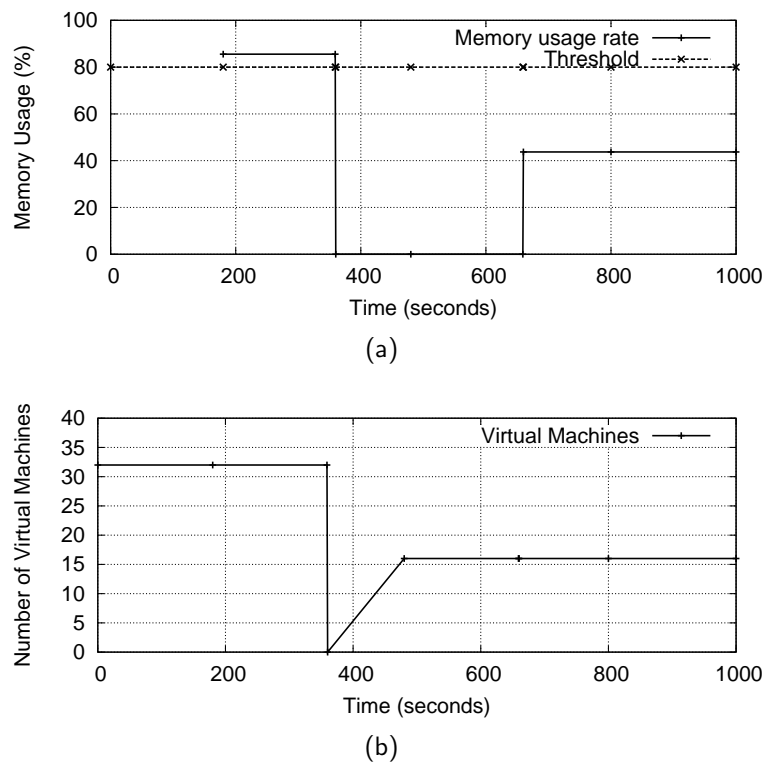 100
80
60
40
20
0
Memory Usage (%)
Memory usage rate
Threshold
0 200 400 600 800 1000
Time (seconds)
(a)
40
35
30
25
20
15
10
5
0
Number of Virtual Machines
Virtual Machines
0 200 400 600 800 1000
Time (seconds)
(b)